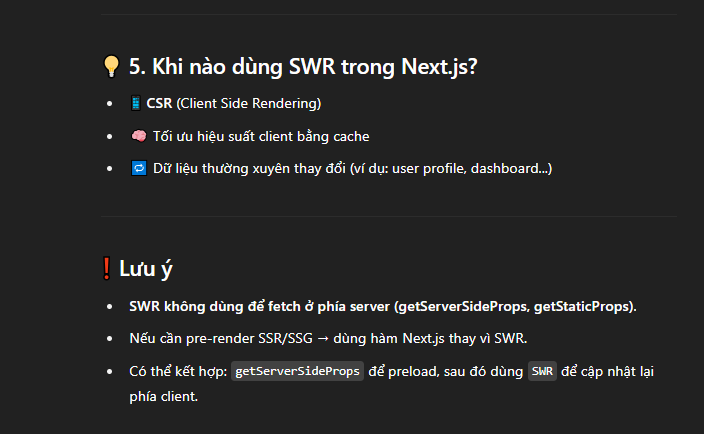 💡 5. Khi nào dùng SWR trong Next.js?
• 📱 CSR (Client Side Rendering)
• 🧠 Tối ưu hiệu suất client bằng cache
• 🔁 Dữ liệu thường xuyên thay đổi (ví dụ: user profile, dashboard...)
❗ Lưu ý
• SWR không dùng để fetch ở phía server (getServerSideProps, getStaticProps).
• Nếu cần pre-render SSR/SSG → dùng hàm Next.js thay vì SWR.
• Có thể kết hợp: getServerSideProps để preload, sau đó dùng SWR để cập nhật lại
phía client.